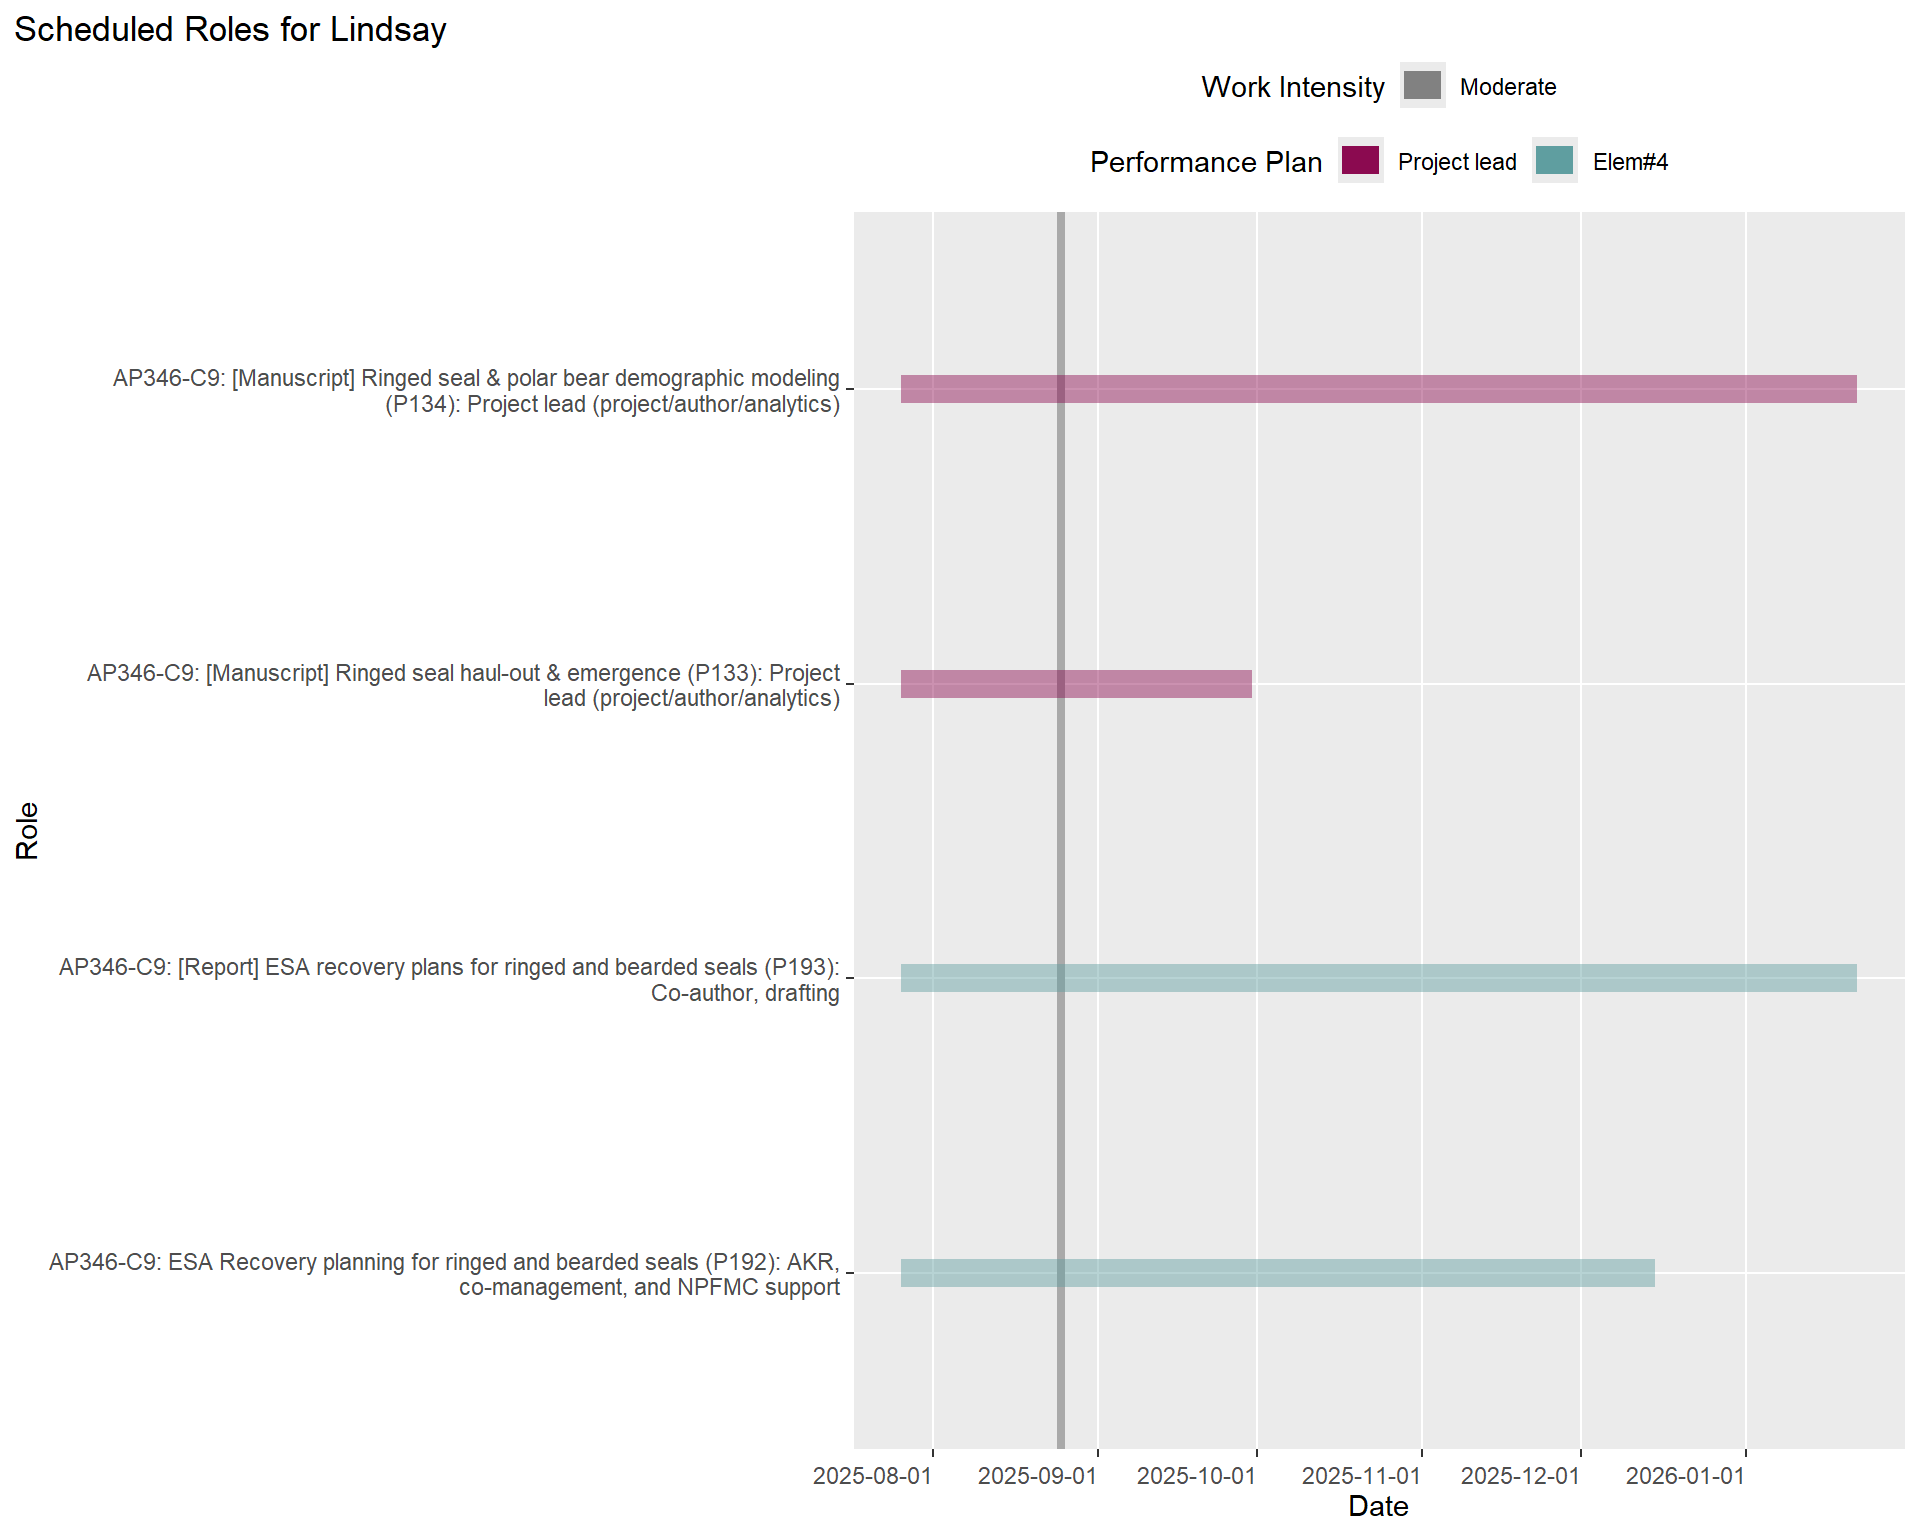 Scheduled Roles for Lindsay
Work Intensity Moderate
Performance Plan Project lead Elem#4
AP346-C9: [Manuscript] Ringed seal & polar bear demographic modeling
(P134): Project lead (project/author/analytics)
AP346-C9: [Manuscript] Ringed seal haul-out & emergence (P133): Project
lead (project/author/analytics)
Role
AP346-C9: [Report] ESA recovery plans for ringed and bearded seals (P193):
Co-author, drafting
AP346-C9: ESA Recovery planning for ringed and bearded seals (P192): AKR,
co-management, and NPFMC support
2025-08-01 2025-09-01 2025-10-01 2025-11-01 2025-12-01 2026-01-01
Date